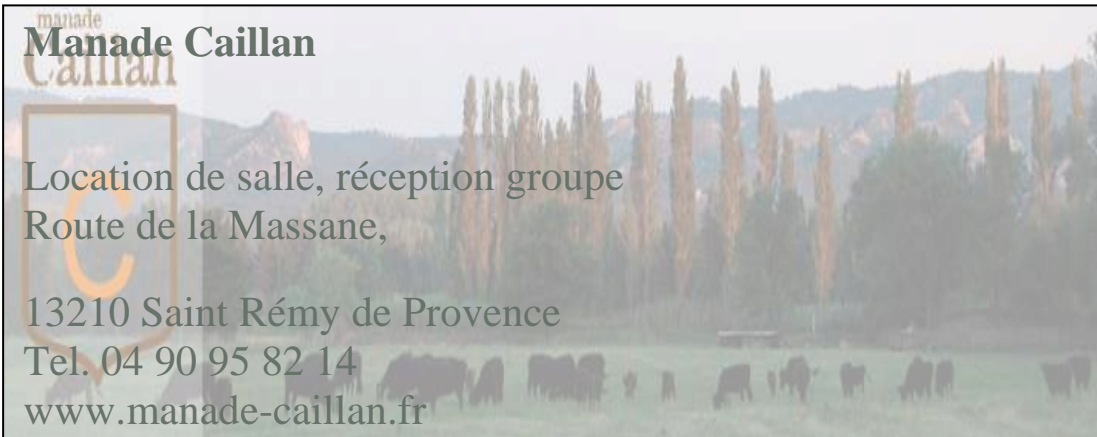 manade
Caillan
C
Manade Caillan
Location de salle, réception groupe
Route de la Massane,
13210 Saint Rémy de Provence
Tel. 04 90 95 82 14
www.manade-caillan.fr